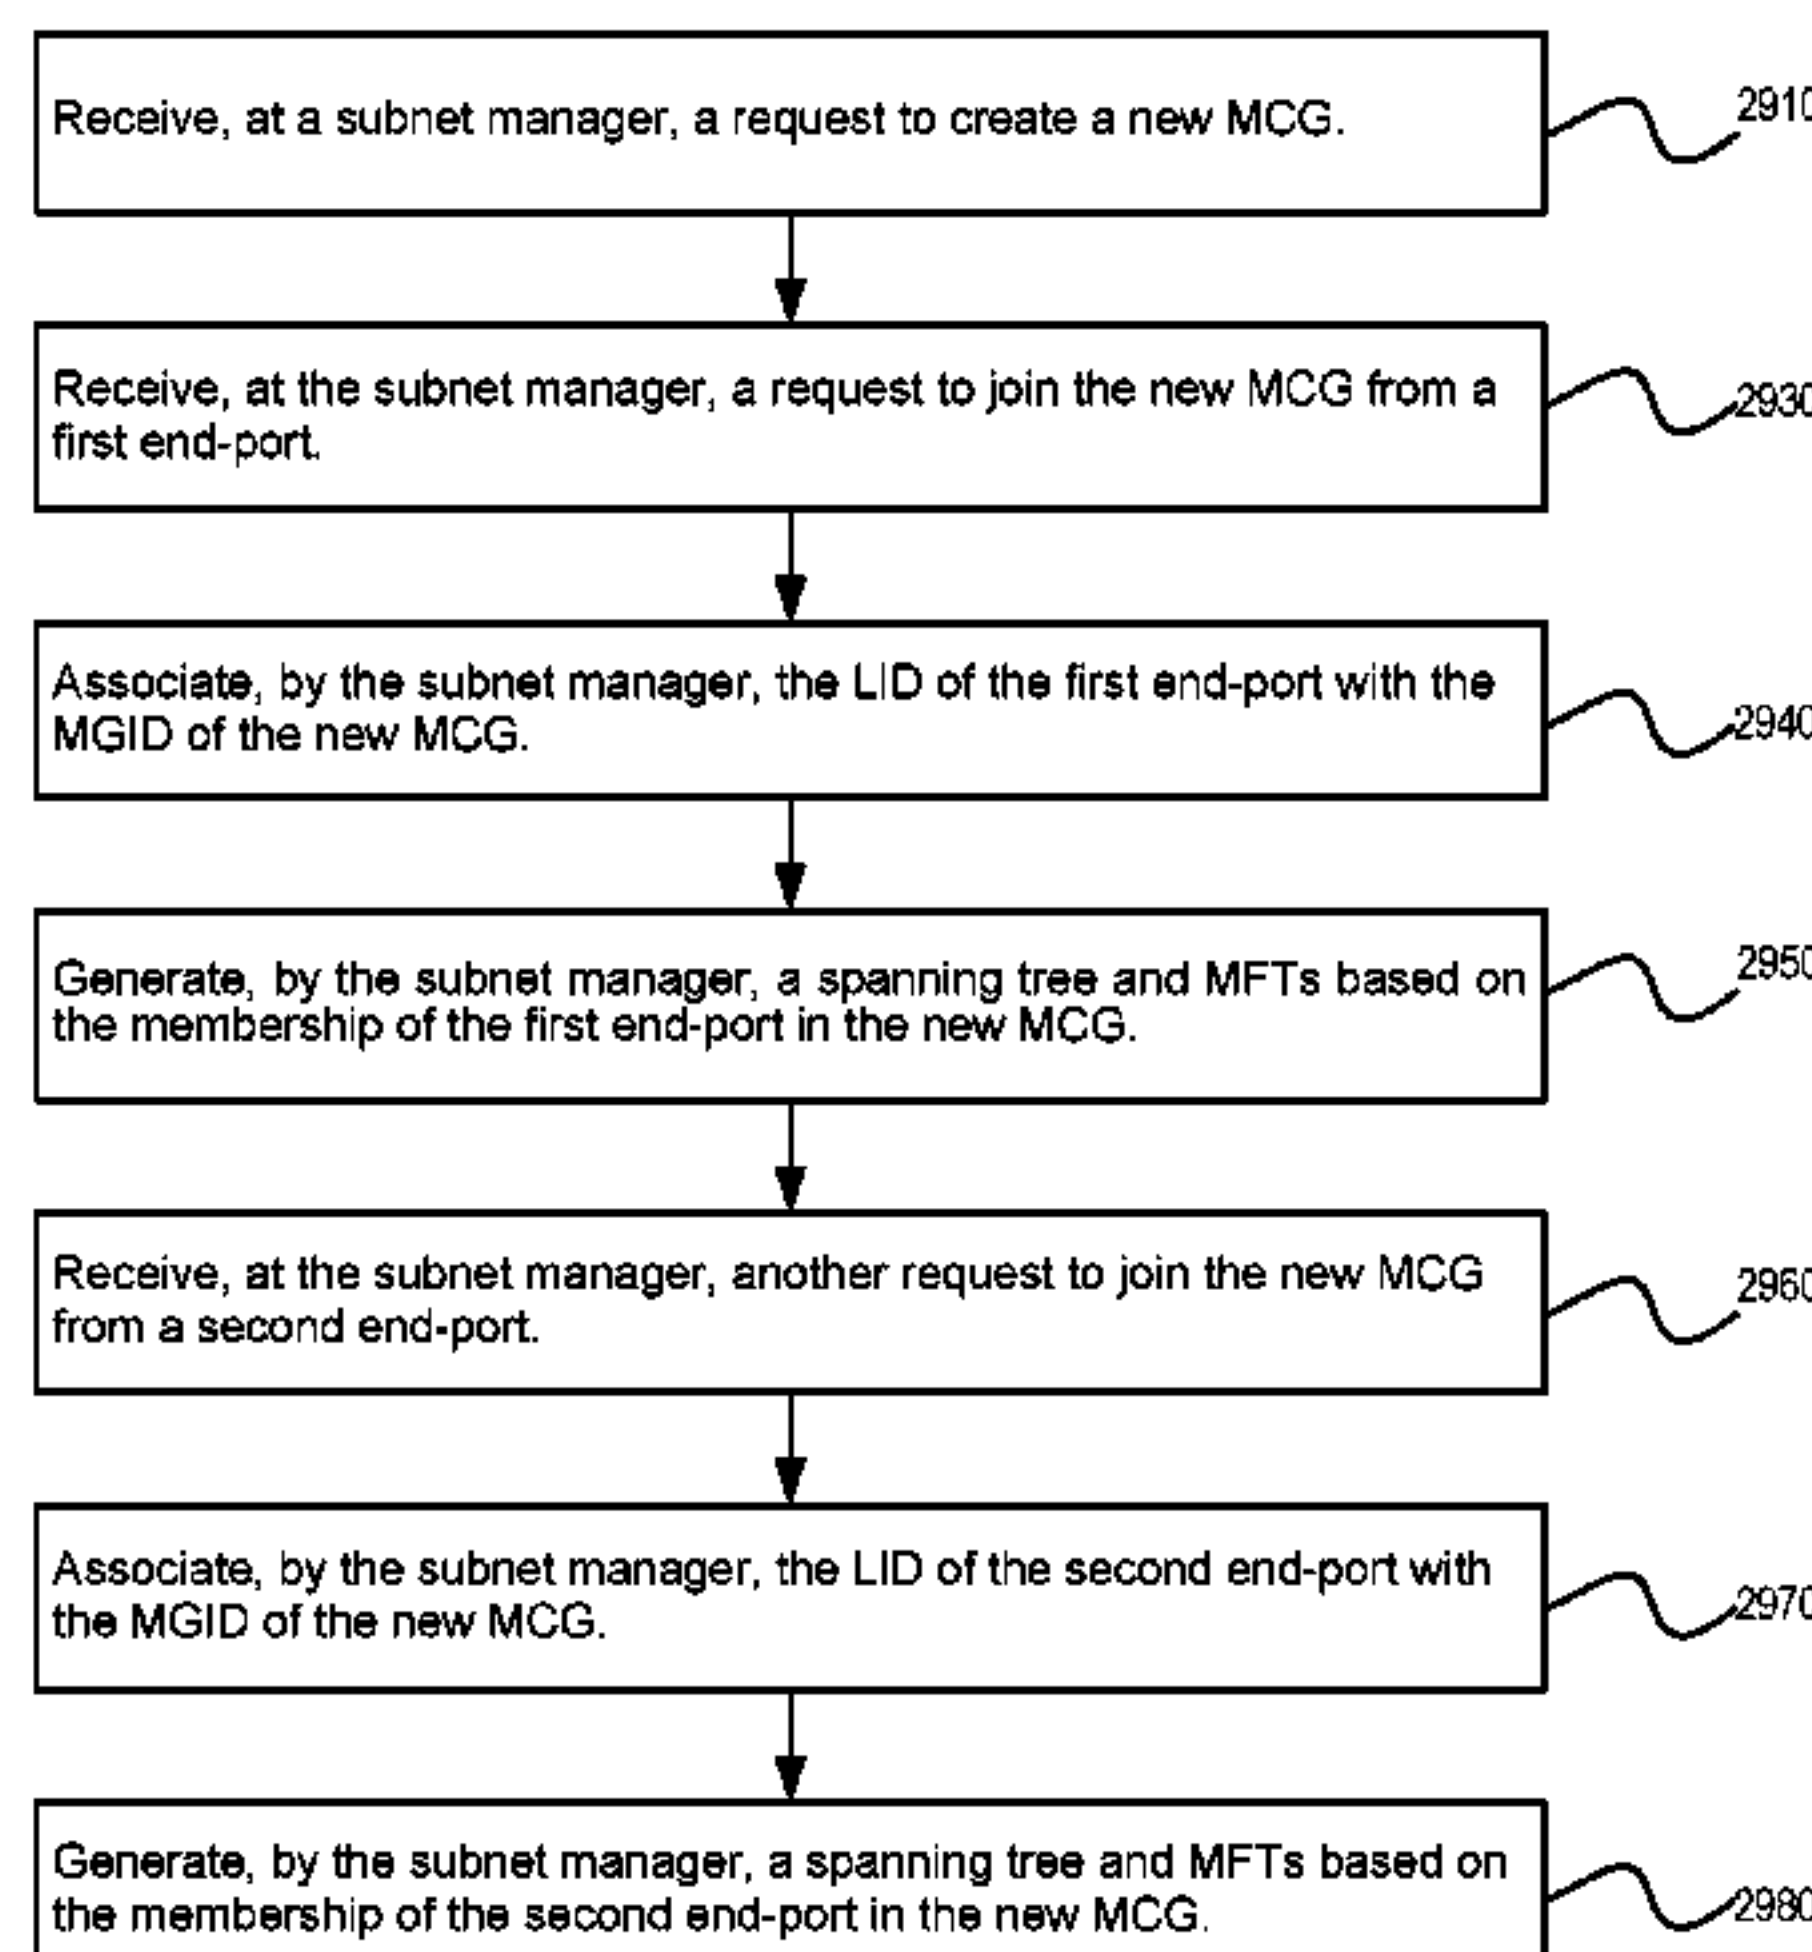 Receive, at a subnet manager, a request to create a new MCG.
2910
Receive, at the subnet manager, a request to join the new MCG from a
first end-port.
2930
Associate, by the subnet manager, the LID of the first end-port with the
MGID of the new MCG.
2940
Generate, by the subnet manager, a spanning tree and MFTs based on
the membership of the first end-port in the new MCG.
2950
Receive, at the subnet manager, another request to join the new MCG
from a second end-port.
2960
Associate, by the subnet manager, the LID of the second end-port with
the MGID of the new MCG.
2970
Generate, by the subnet manager, a spanning tree and MFTs based on
the membership of the second end-port in the new MCG.
2980